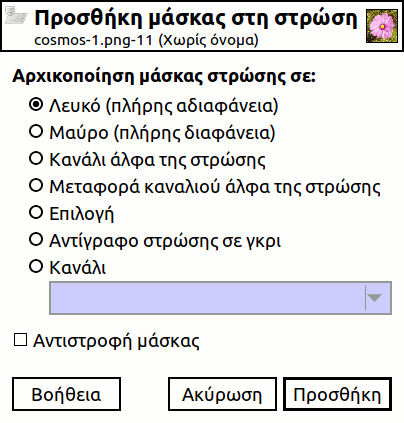 Προσθήκη μάσκας στη στρώση
cosmos-1.png-11 (Χωρίς όνομα)
Αρχικοποίηση μάσκας στρώσης σε:
Λευκό (πλήρης αδιαφάνεια)
Μαύρο (πλήρης διαφάνεια)
Κανάλι άλφα της στρώσης
Μεταφορά καναλιού άλφα της στρώσης
Επιλογή
Αντίγραφο στρώσης σε γκρι
Κανάλι
Αντιστροφή μάσκας
Βοήθεια
Ακύρωση
Προσθήκη